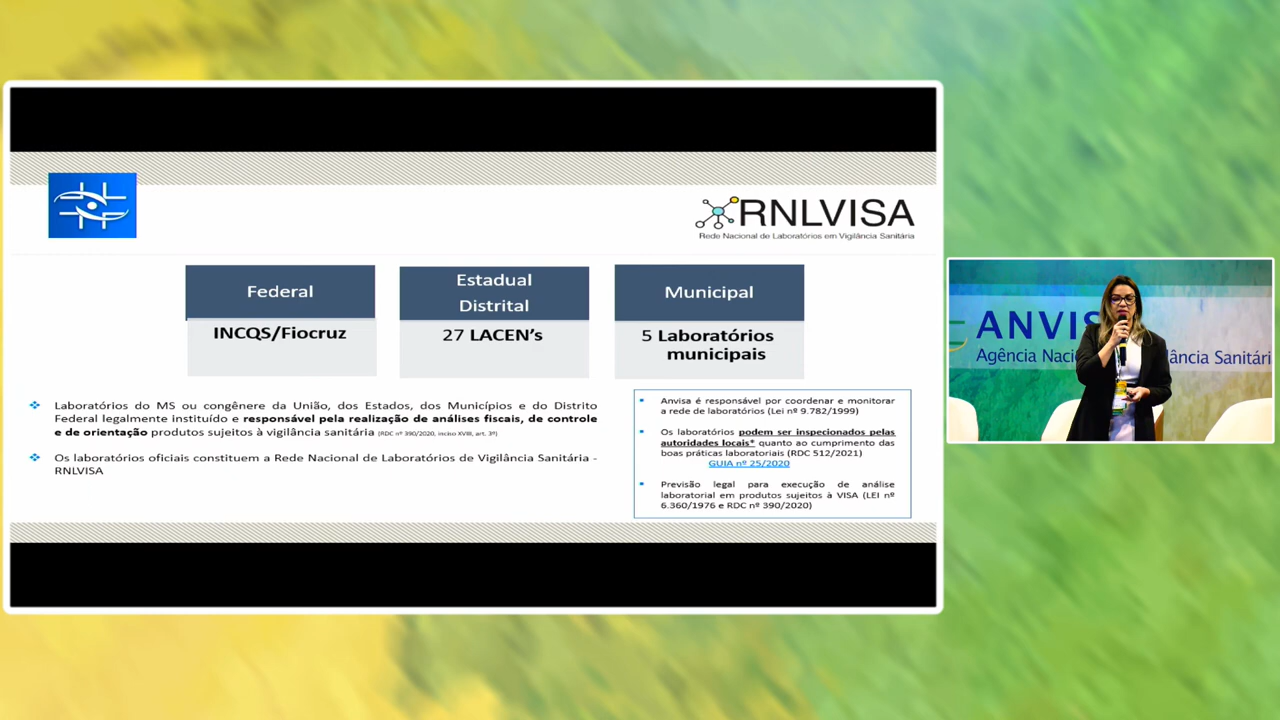 RNLVISA
Rede Nacional de Laboratórios em Vigilância Sanitária
Federal
INCQS/Fiocruz
Estadual
Distrital
27 LACEN’s
Municipal
5 Laboratórios
municipais
Laboratórios do MS ou congênere da União, dos Estados, dos Municípios e do Distrito
Federal legalmente instituído e responsável pela realização de análises fiscais, de controle
e de orientação produtos sujeitos à vigilância sanitária (RDC nº 390/2020, inciso XVIII, art. 3º)
Os laboratórios oficiais constituem a Rede Nacional de Laboratórios de Vigilância Sanitária -
RNLVISA
Anvisa é responsável por coordenar e monitorar
a rede de laboratórios (Lei nº 9.782/1999)
Os laboratórios podem ser inspecionados pelas
autoridades locais* quanto ao cumprimento das
boas práticas laboratoriais (RDC 512/2021)
GUIA nº 25/2020
Previsão legal para execução de análise
laboratorial em produtos sujeitos à VISA (LEI nº
6.360/1976 e RDC nº 390/2020)
ANVIS
Agência Naci lância Sanitári